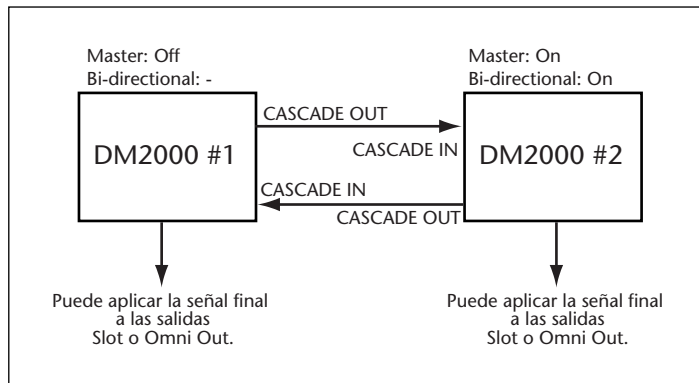 Master: Off
Bi-directional: -
Master: On
Bi-directional: On
DM2000 #1
CASCADE OUT
CASCADE IN
DM2000 #2
CASCADE IN
CASCADE OUT
Puede aplicar la señal final
a las salidas
Slot o Omni Out.
Puede aplicar la señal final
a las salidas
Slot o Omni Out.